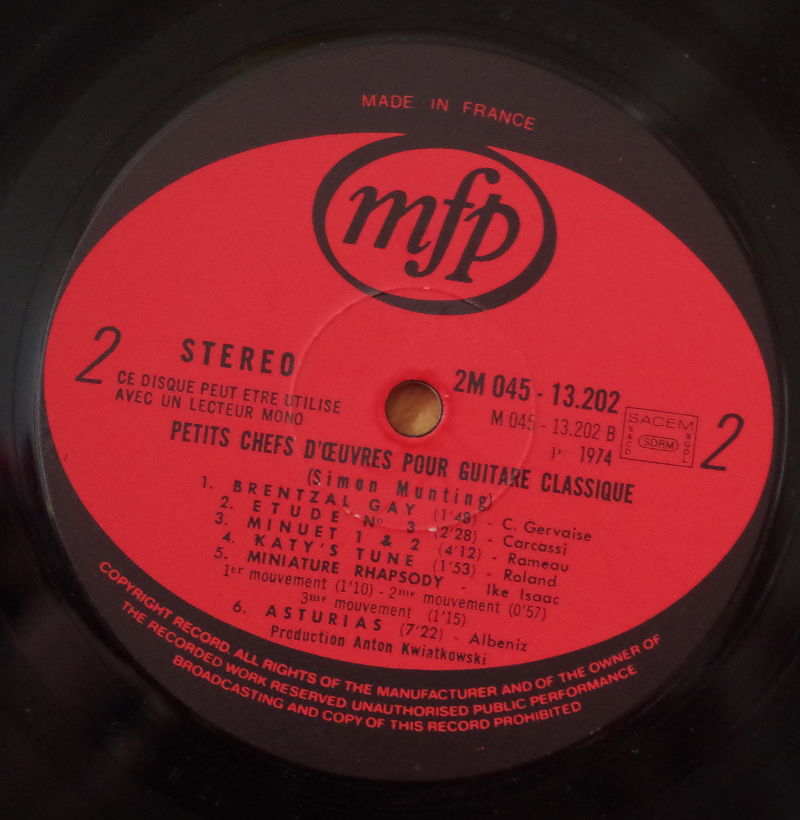 MADE IN FRANCE
mfp
2
STEREO
CE DISQUE PEUT ETRE UTILISE
AVEC UN LECTEUR MONO
2M 045 - 13.202
M 045 - 13.202 B
P 1974
SACEM
SACD
SDRM
SGDL
2
PETITS CHEFS D'ŒUVRES POUR GUITARE CLASSIQUE
(Simon Munting)
1. BRENTZAL GAY (1'48) - C. Gervaise
2. ETUDE No 3 (2'28) - Carcassi
3. MINUET 1 & 2 (4'12) - Rameau
4. KATY'S TUNE (1'53) - Roland
5. MINIATURE RHAPSODY - Ike Isaac
1er mouvement (1'10) - 2me mouvement (0'57)
3me mouvement (1'15)
6. ASTURIAS (7'22) - Albeniz
Production Anton Kwiatkowski
COPYRIGHT RECORD. ALL RIGHTS OF THE MANUFACTURER AND OF THE OWNER OF
THE RECORDED WORK RESERVED. UNAUTHORISED PUBLIC PERFORMANCE
BROADCASTING AND COPY OF THIS RECORD PROHIBITED